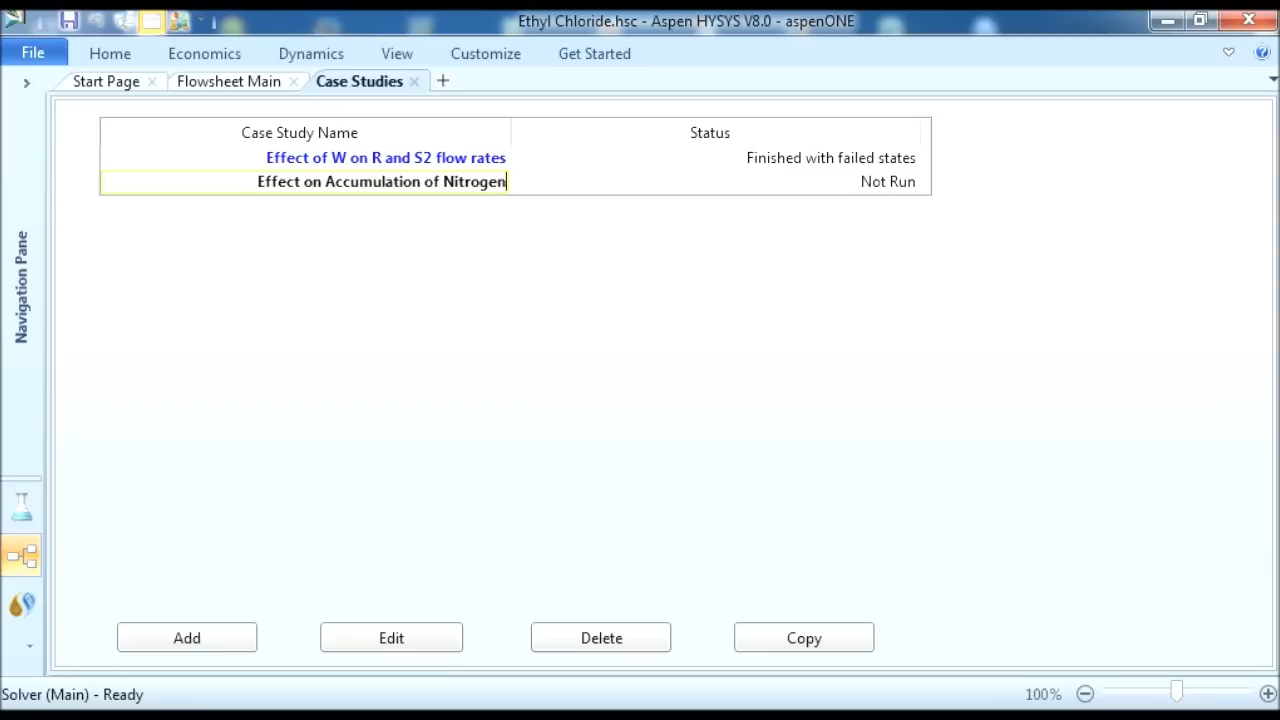 Ethyl Chloride.hsc - Aspen HYSYS V8.0 - aspenONE
File Home Economics Dynamics View Customize Get Started
Start Page Flowsheet Main Case Studies
Case Study Name Status
Effect of W on R and S2 flow rates Finished with failed states
Effect on Accumulation of Nitrogen Not Run
Navigation Pane
Add Edit Delete Copy
Solver (Main) - Ready 100%